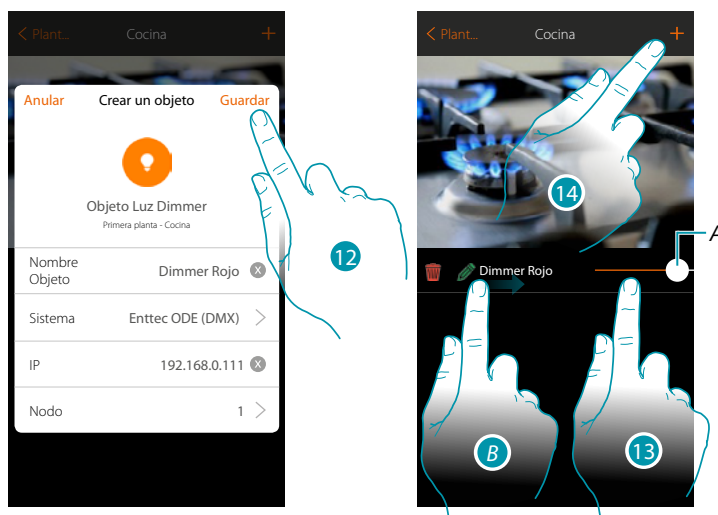 Plant...
Cocina
+
Anular
Crear un objeto
Guardar
Objeto Luz Dimmer
Primera planta - Cocina
Nombre
Objeto
Dimmer Rojo
X
Sistema
Enttec ODE (DMX)
IP
192.168.0.111
X
Nodo
1
12
Plant...
Cocina
+
14
A
Dimmer Rojo
B
13